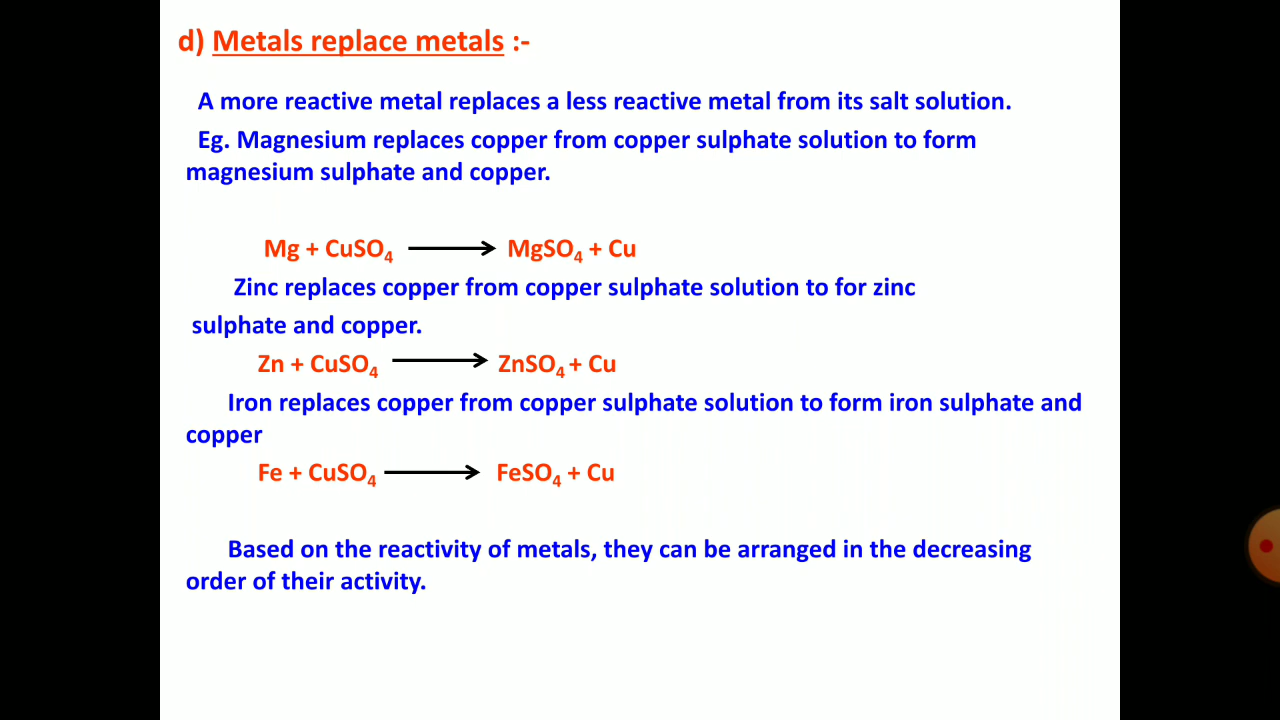 d) Metals replace metals :-
A more reactive metal replaces a less reactive metal from its salt solution.
Eg. Magnesium replaces copper from copper sulphate solution to form
magnesium sulphate and copper.
Mg + CuSO₄ ⟶ MgSO₄ + Cu
Zinc replaces copper from copper sulphate solution to for zinc
sulphate and copper.
Zn + CuSO₄ ⟶ ZnSO₄ + Cu
Iron replaces copper from copper sulphate solution to form iron sulphate and
copper
Fe + CuSO₄ ⟶ FeSO₄ + Cu
Based on the reactivity of metals, they can be arranged in the decreasing
order of their activity.